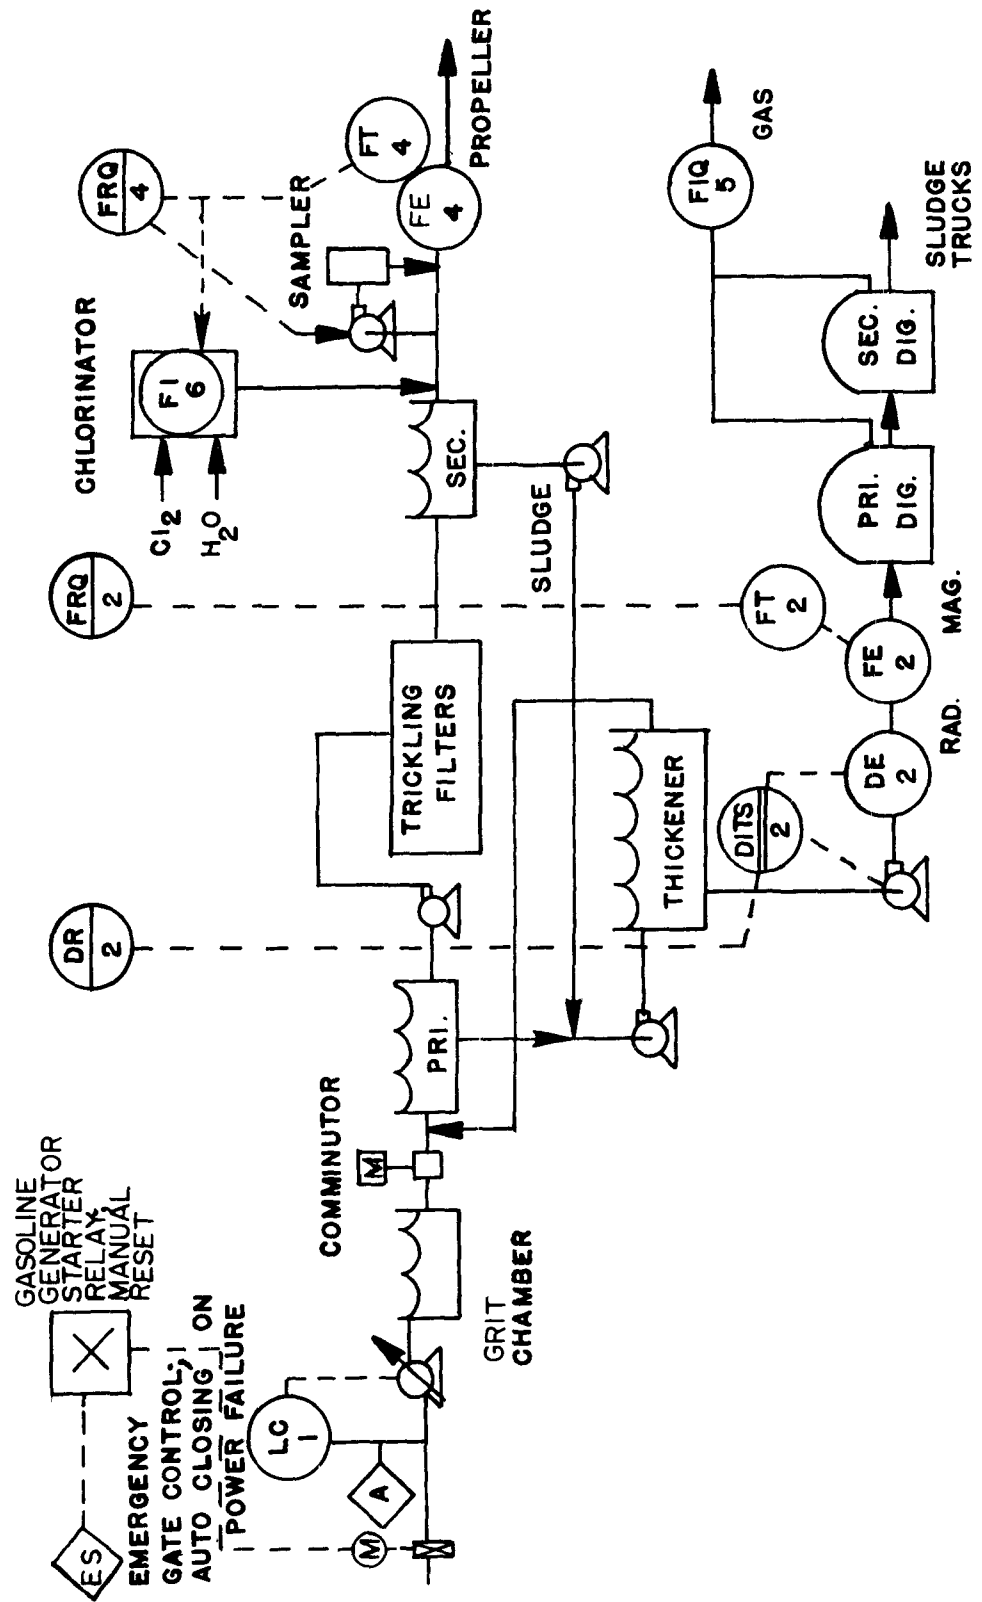 GASOLINE
GENERATOR
STARTER
RELAY,
MANUAL
RESET
ES
EMERGENCY
GATE CONTROL;
AUTO CLOSING ON
POWER FAILURE
M
A
LC
1
GRIT
CHAMBER
COMMINUTOR
M
PRI.
DR
2
TRICKLING
FILTERS
FRQ
2
SEC.
SLUDGE
CHLORINATOR
Cl2
H2O
FI
6
FRQ
4
SAMPLER
FT
4
FE
4
PROPELLER
THICKENER
DITS
2
DE
2
RAD.
FE
2
MAG.
FT
2
PRI.
DIG.
SEC.
DIG.
SLUDGE
TRUCKS
FIQ
5
GAS